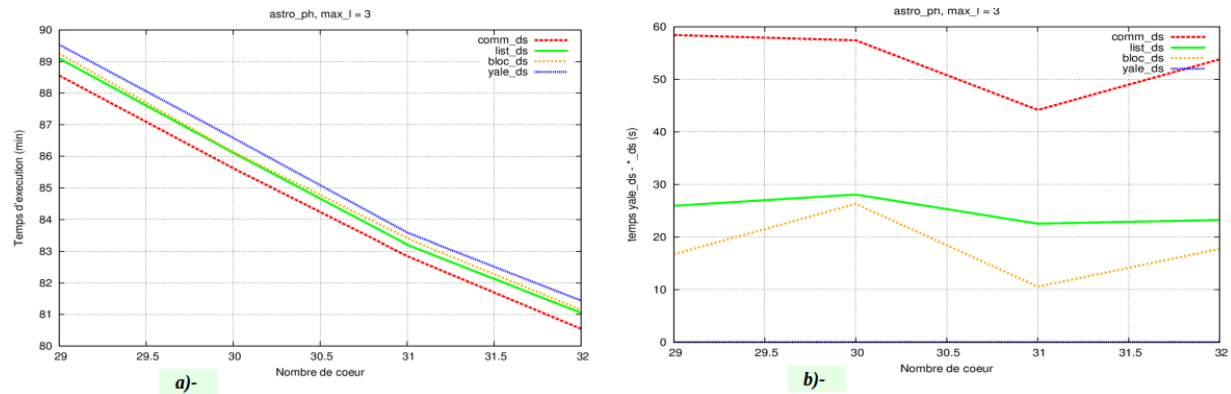 astro_ph, max_l = 3
90
89
88
87
86
85
84
83
82
81
80
Temps d'execution (min)
comm_ds
list_ds
bloc_ds
yale_ds
29
29.5
30
30.5
31
31.5
32
Nombre de coeur
a)-
astro_ph, max_l = 3
60
50
40
30
20
10
0
temps yale_ds - *_ds (s)
comm_ds
list_ds
bloc_ds
yale_ds
29
29.5
30
30.5
31
31.5
32
Nombre de coeur
b)-